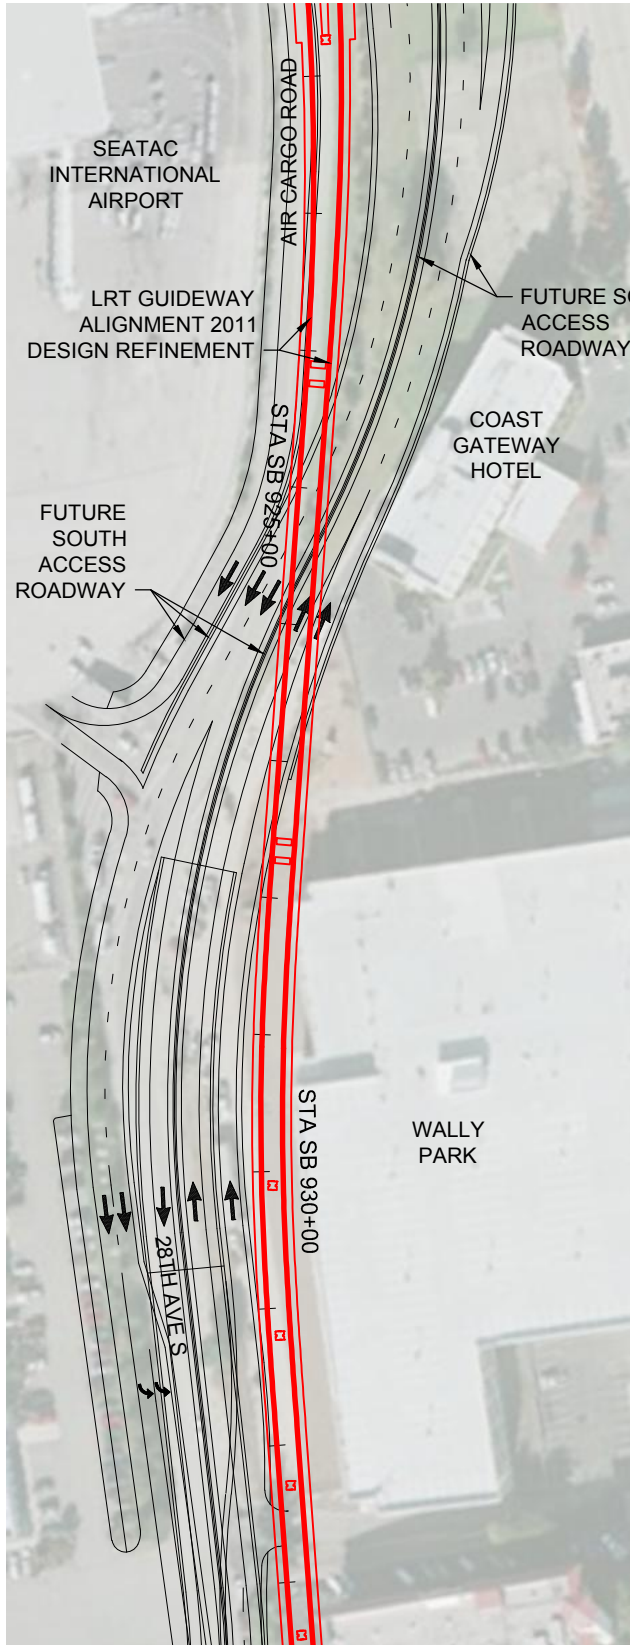 AIR CARGO ROAD
SEATAC
INTERNATIONAL
AIRPORT
LRT GUIDEWAY
ALIGNMENT 2011
DESIGN REFINEMENT
FUTURE
ACCESS
ROADWAY
COAST
GATEWAY
HOTEL
STA SB 925+00
FUTURE
SOUTH
ACCESS
ROADWAY
STA SB 930+00
WALLY
PARK
28TH AVE S